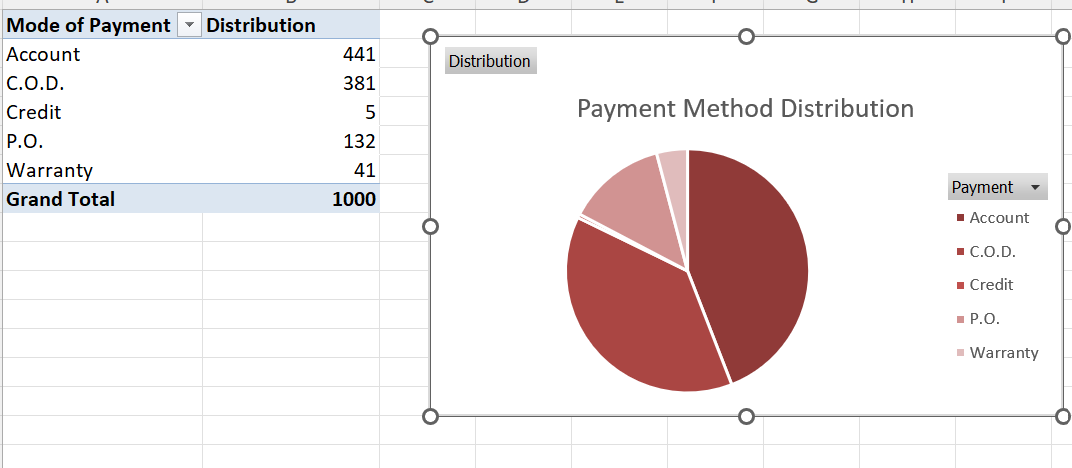 Mode of Payment Distribution
Account 441
C.O.D. 381
Credit 5
P.O. 132
Warranty 41
Grand Total 1000
Distribution
Payment Method Distribution
Payment
Account
C.O.D.
Credit
P.O.
Warranty